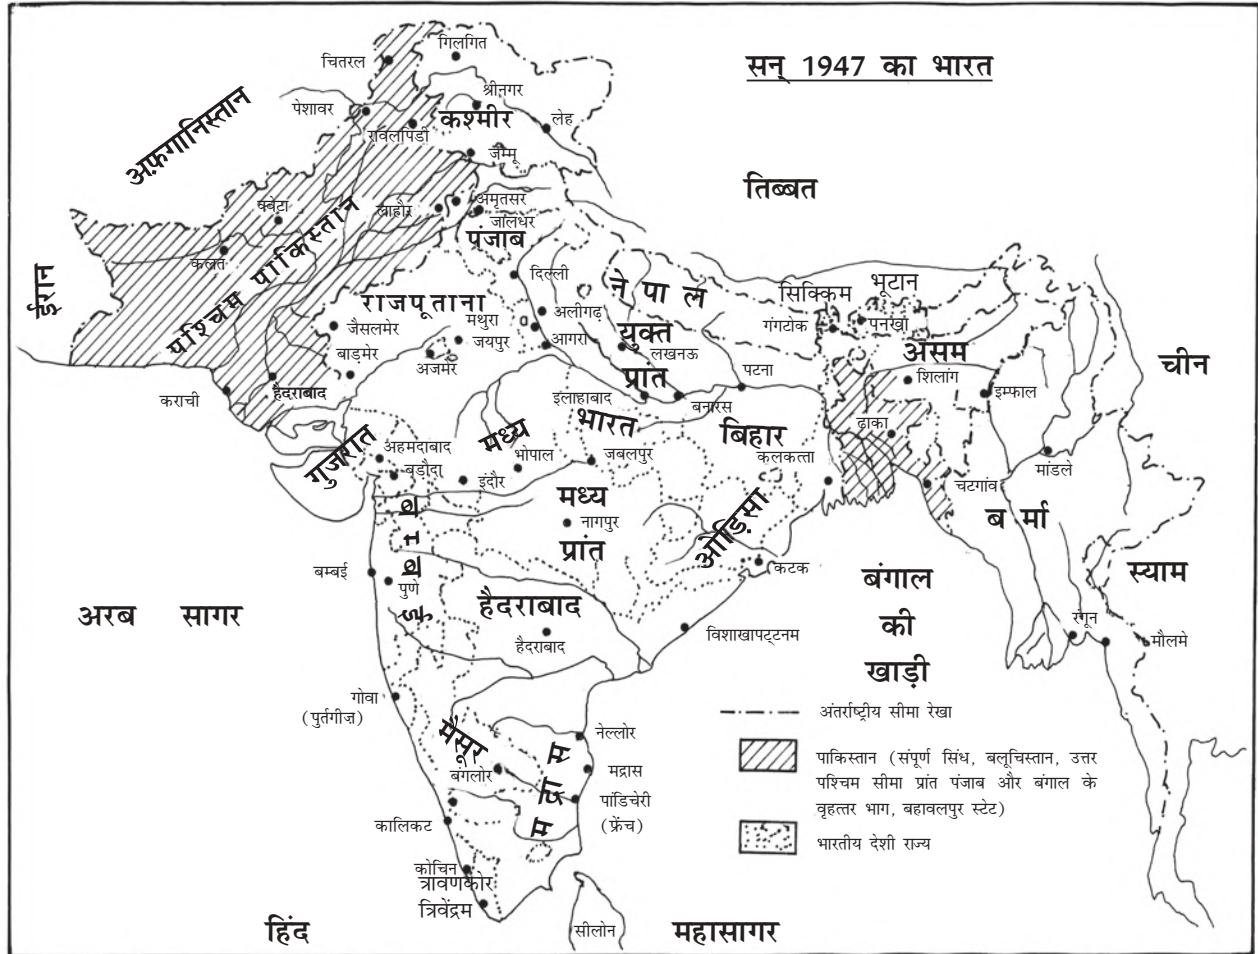 सन् 1947 का भारत
गिलगित
चितरल
श्रीनगर
पेशावर
कश्मीर
लेह
रावलपिंडी
अफ़गानिस्तान
जम्मू
तिब्बत
क्वेटा
लाहौर
अमृतसर
जालंधर
पंजाब
कलात
पश्चिम पाकिस्तान
ईरान
दिल्ली
नेपाल
सिक्किम
भूटान
राजपूताना
अलीगढ़
गंगटोक
पनखा
जैसलमेर
मथुरा
जयपुर
आगरा
युक्त
लखनऊ
असम
बाड़मेर
अजमेर
प्रांत
पटना
शिलांग
चीन
कराची
हैदराबाद
इलाहाबाद
बनारस
इम्फाल
गुजरात
मध्य भारत
बिहार
ढाका
अहमदाबाद
भोपाल
जबलपुर
कलकत्ता
मांडले
बड़ौदा
इंदौर
चटगांव
मध्य
नागपुर
प्रांत
ओड़िसा
बर्मा
बम्बई
बम्बई
पुणे
कटक
स्याम
हैदराबाद
हैदराबाद
अरब सागर
बंगाल
की
खाड़ी
विशाखापट्टनम
रंगून
मौलमे
गोवा
(पुर्तगीज़)
मैसूर
नेल्लोर
अंतर्राष्ट्रीय सीमा रेखा
बंगलोर
मद्रास
मद्रास
पाकिस्तान (संपूर्ण सिंध, बलूचिस्तान, उत्तर
पश्चिम सीमा प्रांत पंजाब और बंगाल के
वृहत्तर भाग, बहावलपुर स्टेट)
पांडिचेरी
(फ्रेंच)
कालिकट
भारतीय देशी राज्य
कोचिन
त्रावणकोर
त्रिवेंद्रम
सीलोन
हिंद महासागर